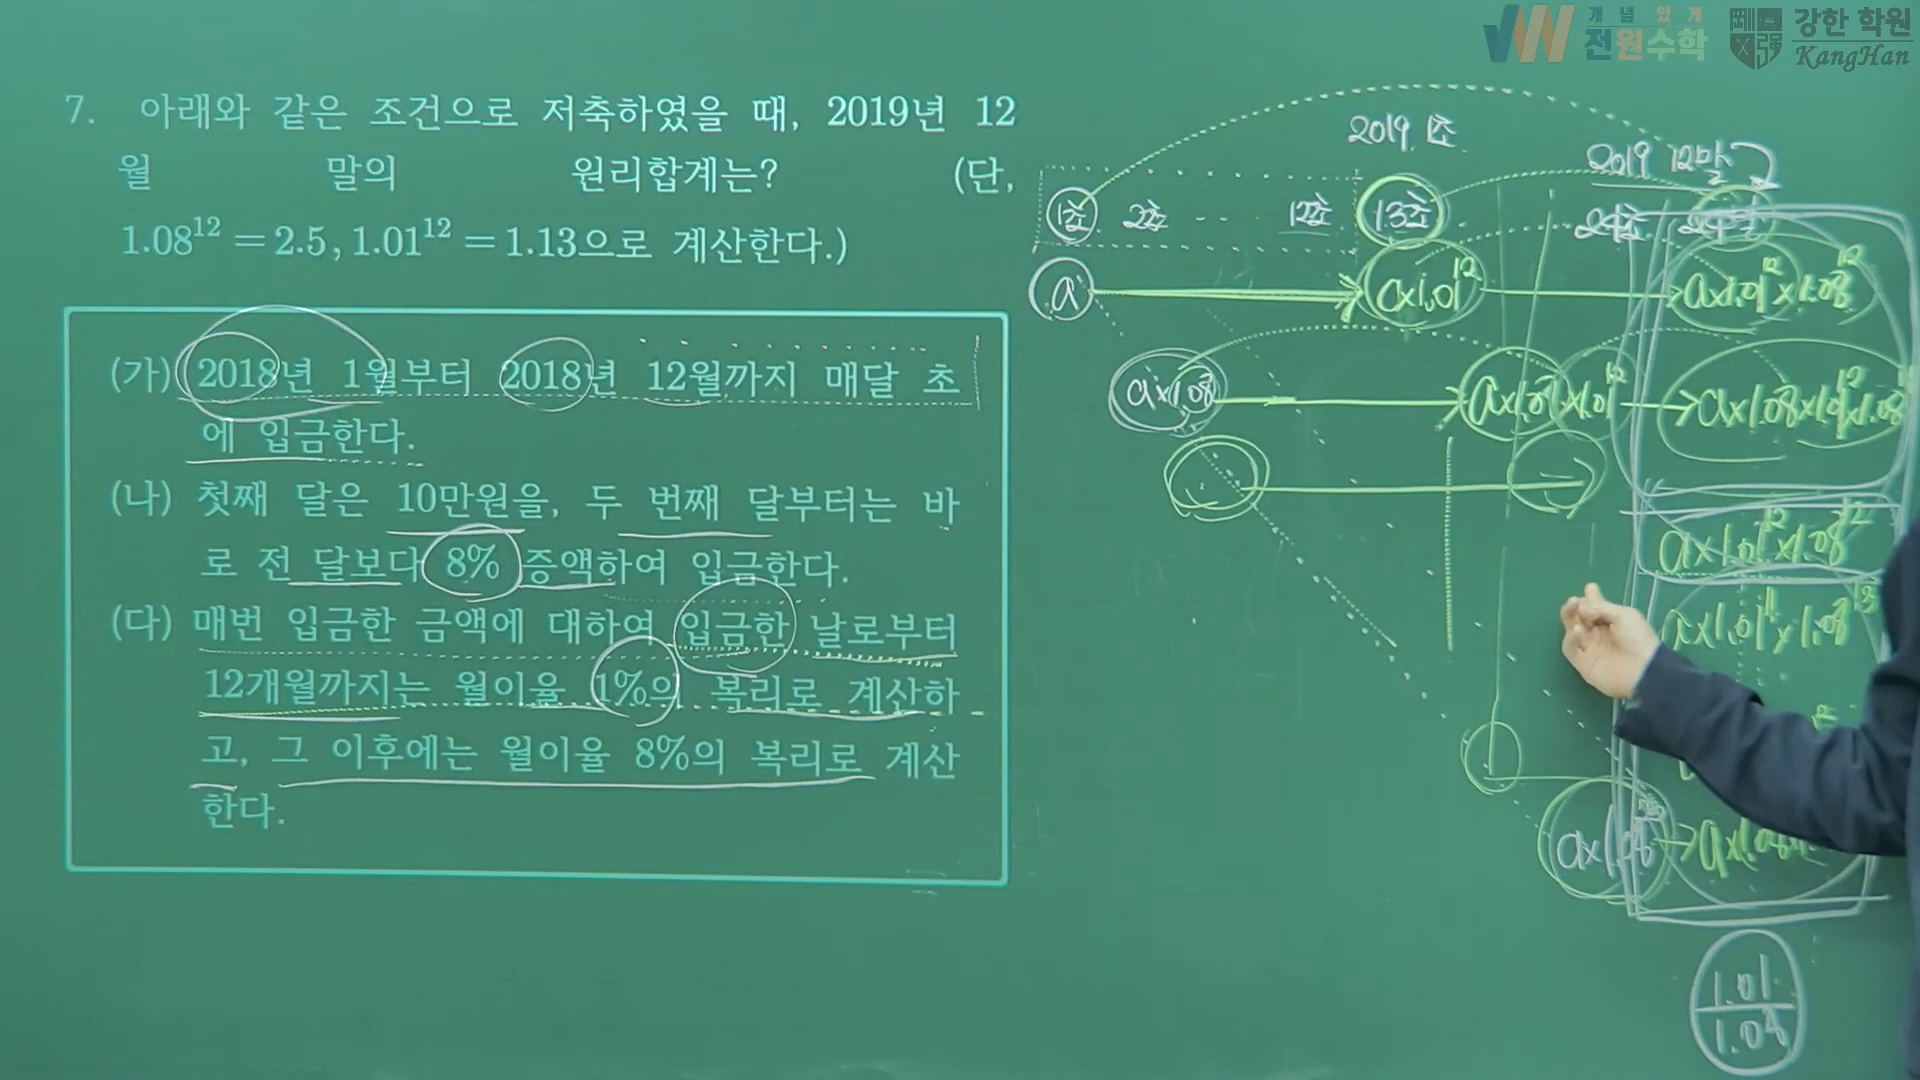 개념있게
전원수학
강한 학원
KangHan
7. 아래와 같은 조건으로 저축하였을 때, 2019년 12
월 말의 원리합계는? (단,
1.08^12 = 2.5, 1.01^12 = 1.13으로 계산한다.)
(가) 2018년 1월부터 2018년 12월까지 매달 초
에 입금한다.
(나) 첫째 달은 10만원을, 두 번째 달부터는 바
로 전 달보다 8% 증액하여 입금한다.
(다) 매번 입금한 금액에 대하여 입금한 날로부터
12개월까지는 월이율 1%의 복리로 계산하
고, 그 이후에는 월이율 8%의 복리로 계산
한다.
2019. 1초
2019 12말
1초 2초 ... 12초 13초 24초 24말
a a×1.01^12 a×1.01^12×1.08^12
a×1.08 a×1.08×1.01^12 a×1.08×1.01^12×1.08^11
a×1.01^12×1.08^12
a×1.08
1.01
1.08